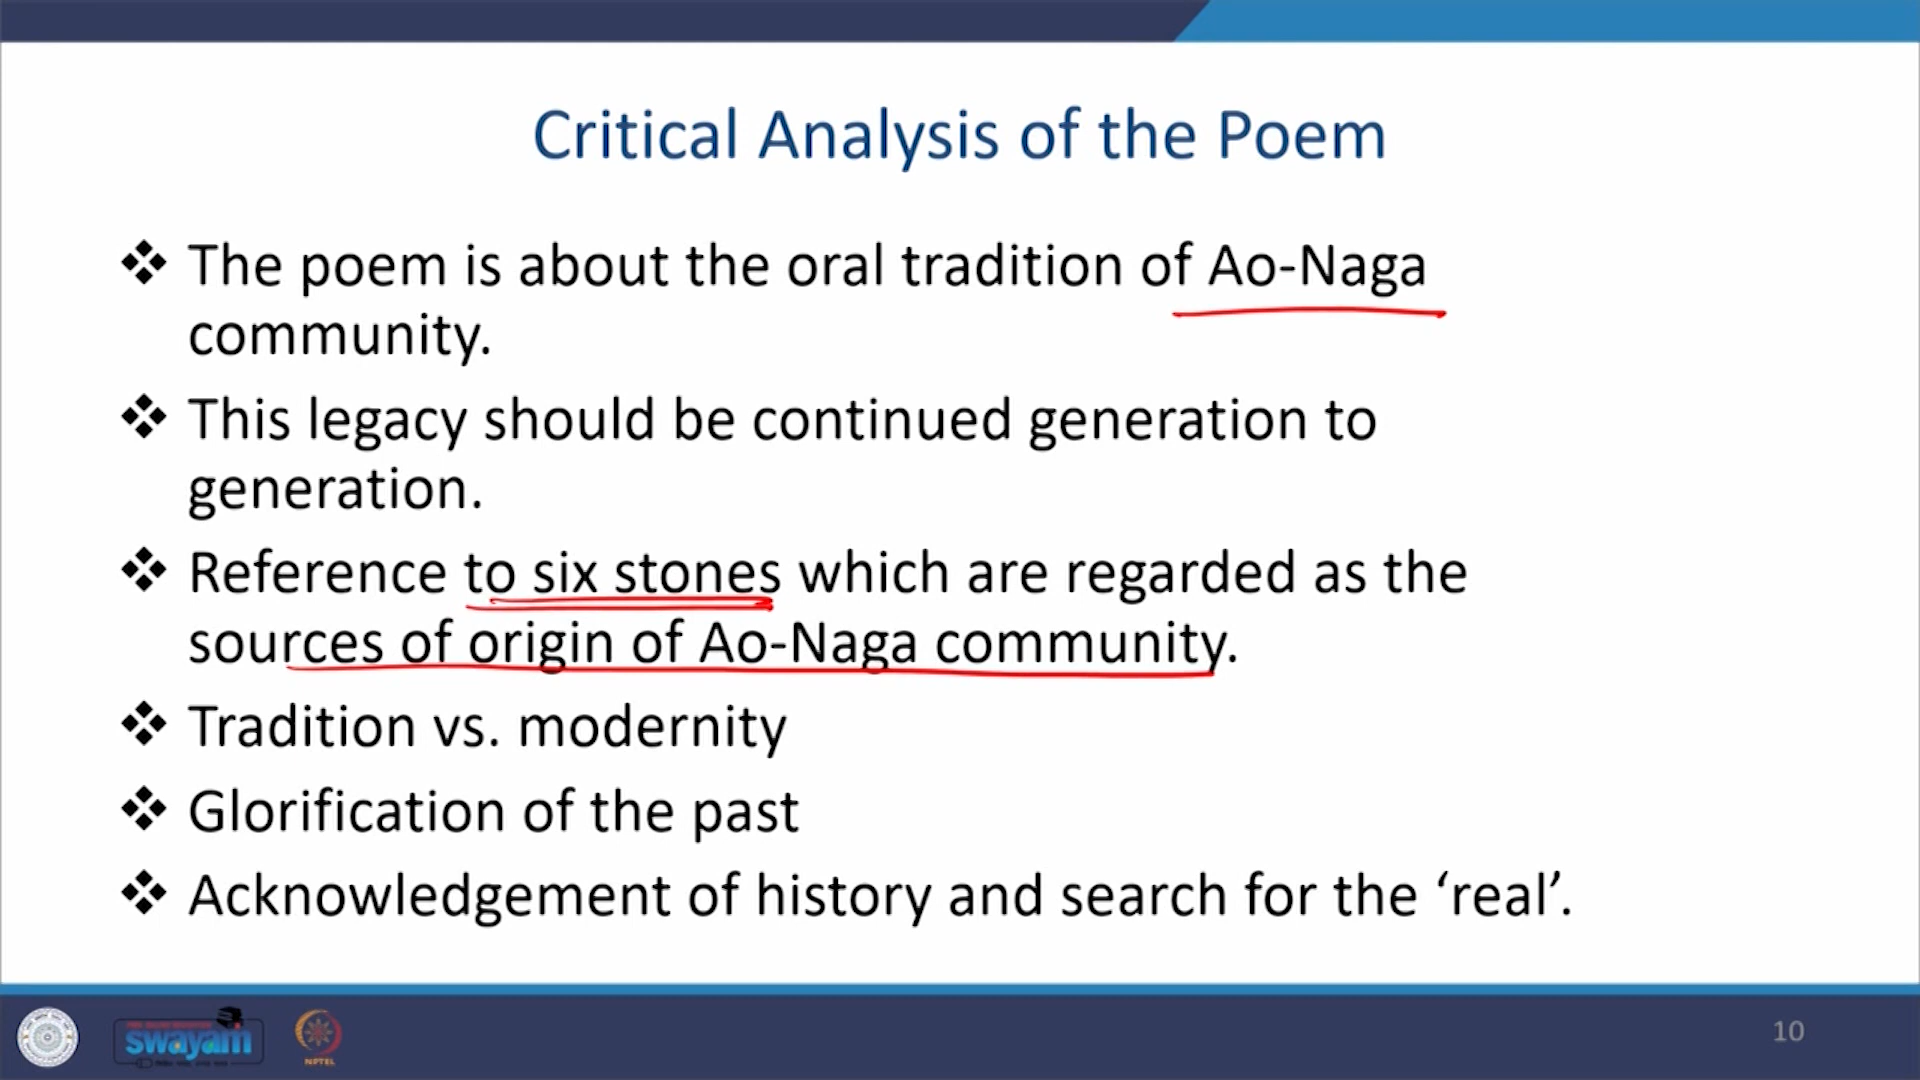 Critical Analysis of the Poem
❖ The poem is about the oral tradition of Ao-Naga
community.
❖ This legacy should be continued generation to
generation.
❖ Reference to six stones which are regarded as the
sources of origin of Ao-Naga community.
❖ Tradition vs. modernity
❖ Glorification of the past
❖ Acknowledgement of history and search for the ‘real’.
swayam
NPTEL
10